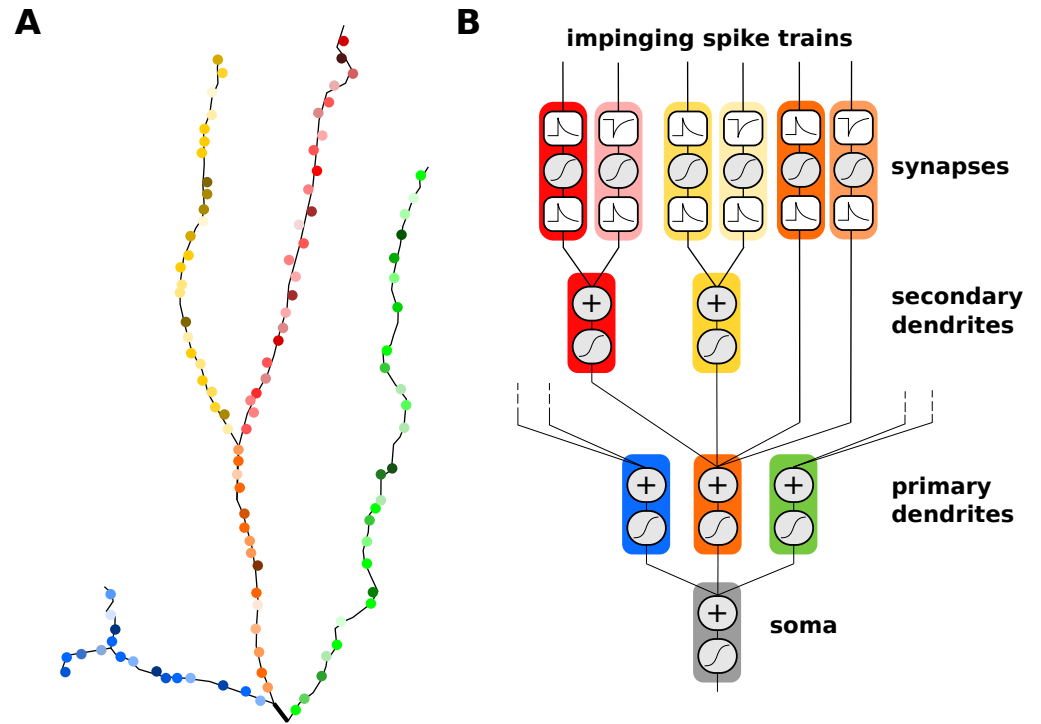 A
B
impinging spike trains
synapses
secondary
dendrites
primary
dendrites
soma